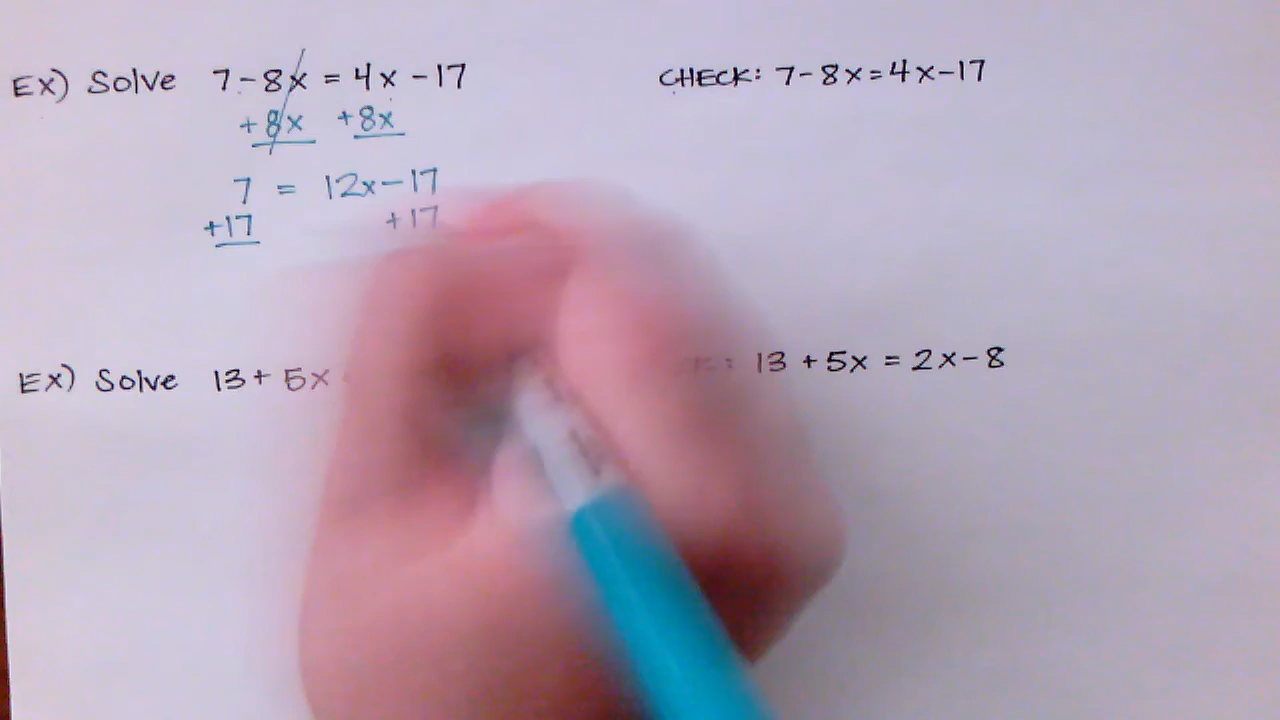 EX) Solve 7-8x = 4x-17
+8x +8x
7 = 12x-17
+17 +17
CHECK: 7-8x=4x-17
EX) Solve 13+ 5x
: 13 +5x = 2x-8